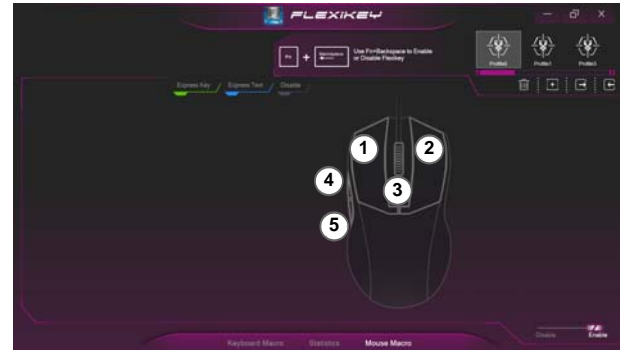 FLEXIKEY
Fn + Backspace Use Fn+Backspace to Enable
or Disable Flexikey
Profile0 Profile1 Profile2
Express Key Express Text Disable
1 2
3
4
5
Disable Enable
Keyboard Macro Statistics Mouse Macro